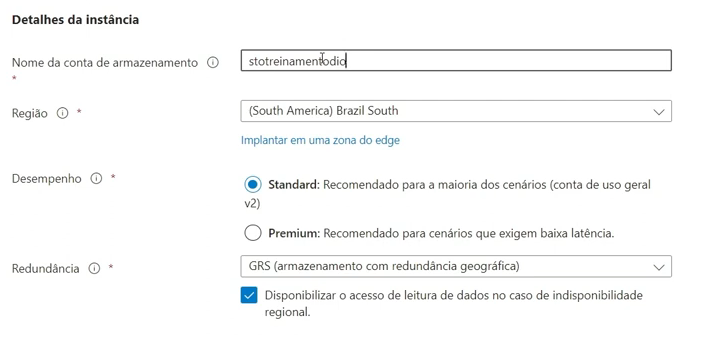 Detalhes da instância
Nome da conta de armazenamento
*
stotreinamentodio
Região *
(South America) Brazil South
Implantar em uma zona do edge
Desempenho *
Standard: Recomendado para a maioria dos cenários (conta de uso geral
v2)
Premium: Recomendado para cenários que exigem baixa latência.
Redundância *
GRS (armazenamento com redundância geográfica)
Disponibilizar o acesso de leitura de dados no caso de indisponibilidade
regional.